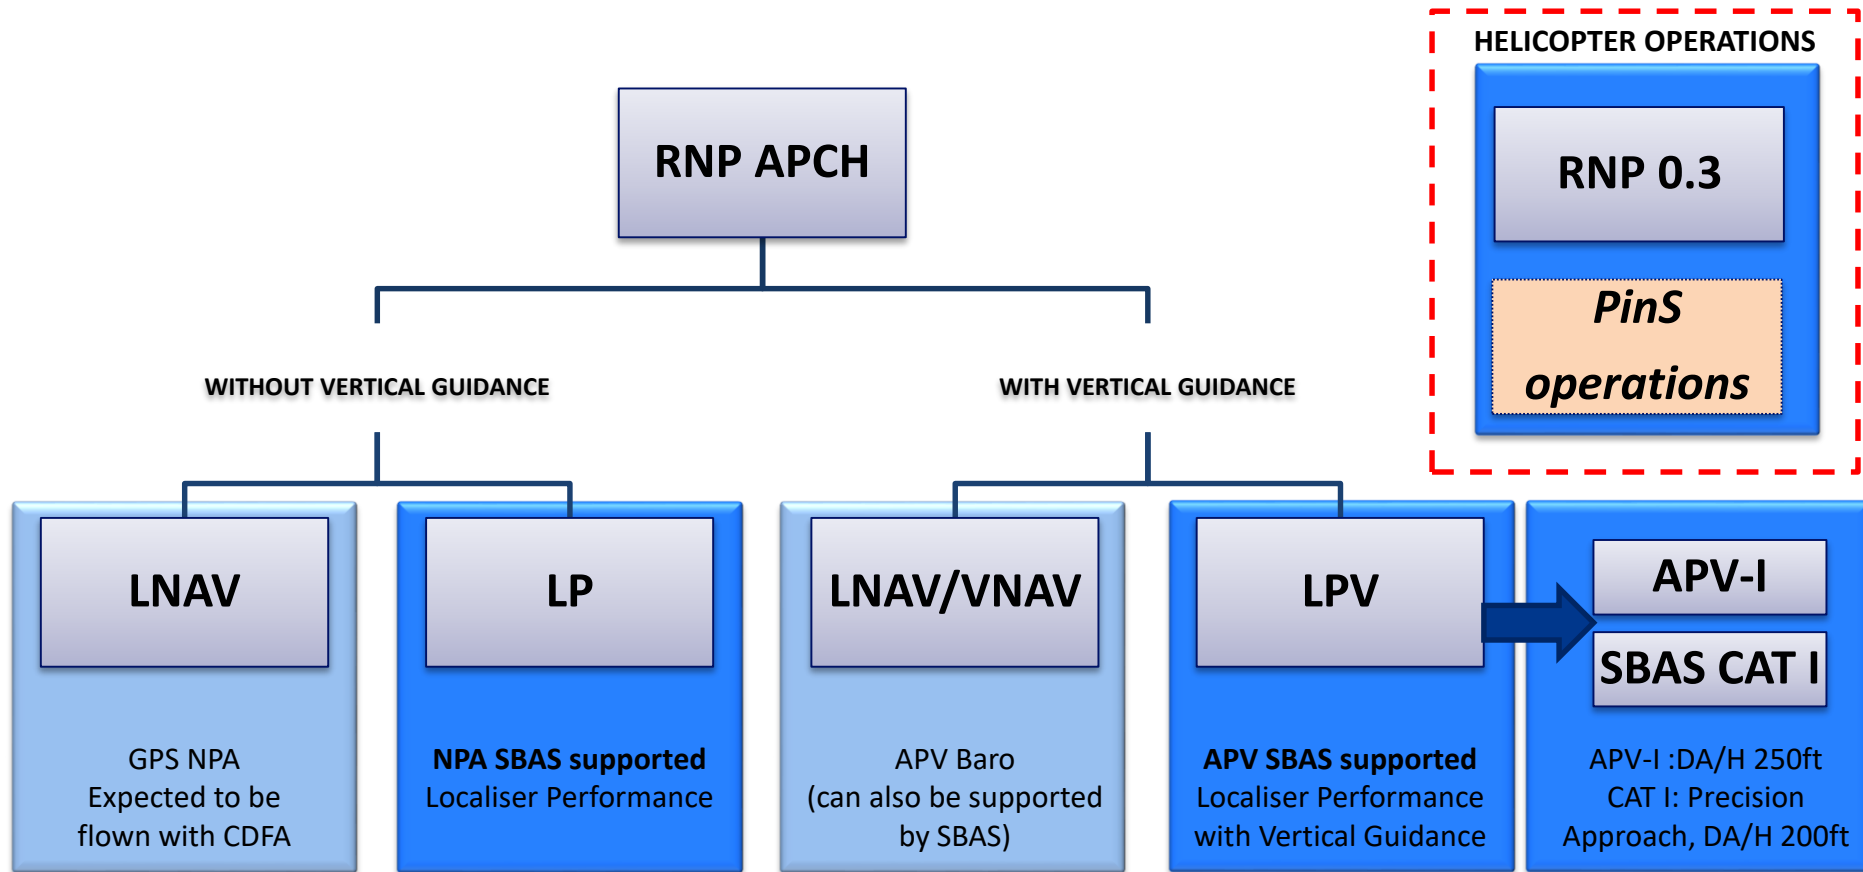 HELICOPTER OPERATIONS
RNP APCH
RNP 0.3
PinS
operations
WITHOUT VERTICAL GUIDANCE
WITH VERTICAL GUIDANCE
LNAV
GPS NPA
Expected to be
flown with CDFA
LP
NPA SBAS supported
Localiser Performance
LNAV/VNAV
APV Baro
(can also be supported
by SBAS)
LPV
APV SBAS supported
Localiser Performance
with Vertical Guidance
APV-I
SBAS CAT I
APV-I :DA/H 250ft
CAT I: Precision
Approach, DA/H 200ft